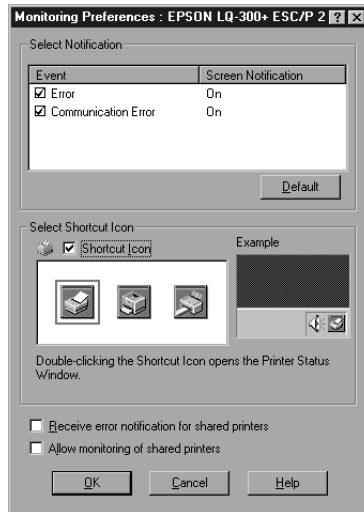 Monitoring Preferences : EPSON LQ-300+ ESC/P 2
Select Notification
Event Screen Notification
Error On
Communication Error On
Default
Select Shortcut Icon
Shortcut Icon Example
Double-clicking the Shortcut Icon opens the Printer Status
Window.
Receive error notification for shared printers
Allow monitoring of shared printers
OK Cancel Help